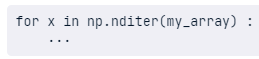 for x in np.nditer(my_array) :
    ...